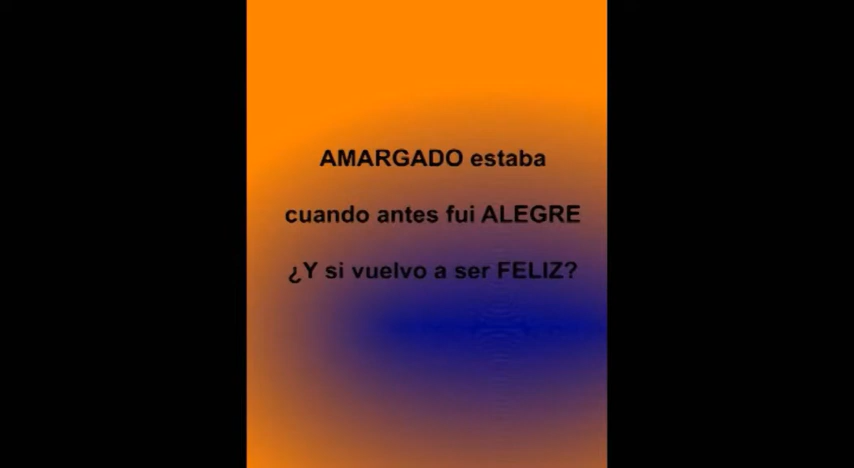 AMARGADO estaba
cuando antes fui ALEGRE
¿Y si vuelvo a ser FELIZ?